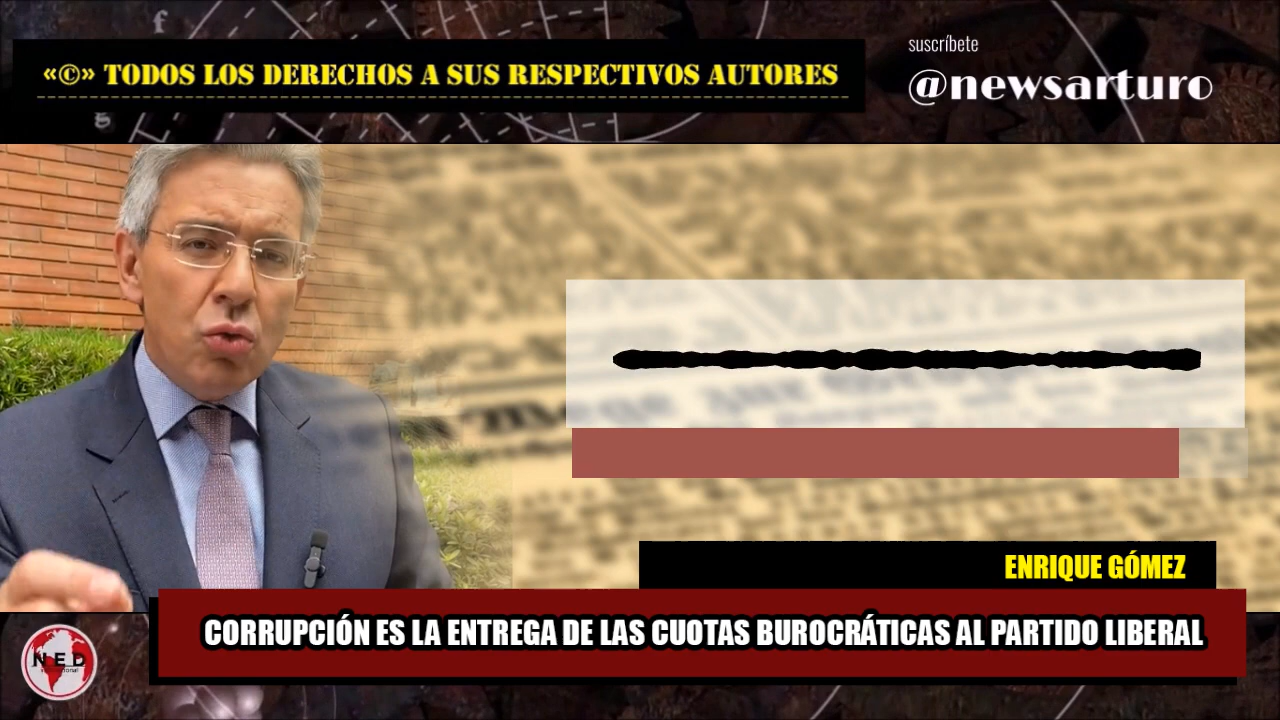 «©» TODOS LOS DERECHOS A SUS RESPECTIVOS AUTORES
suscríbete
@newsarturo
ENRIQUE GÓMEZ
CORRUPCIÓN ES LA ENTREGA DE LAS CUOTAS BUROCRÁTICAS AL PARTIDO LIBERAL
NED